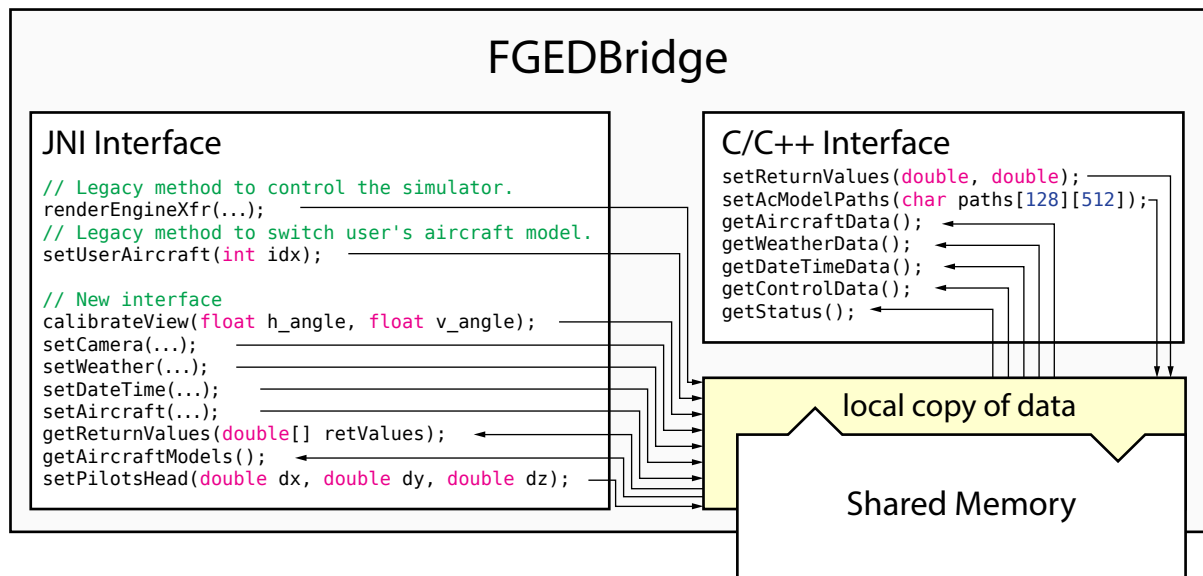 FGEDBridge
JNI Interface
// Legacy method to control the simulator.
renderEngineXfr(...);
// Legacy method to switch user's aircraft model.
setUserAircraft(int idx);
// New interface
calibrateView(float h_angle, float v_angle);
setCamera(...);
setWeather(...);
setDateTime(...);
setAircraft(...);
getReturnValues(double[] retValues);
getAircraftModels();
setPilotsHead(double dx, double dy, double dz);
C/C++ Interface
setReturnValues(double, double);
setAcModelPaths(char paths[128][512]);
getAircraftData();
getWeatherData();
getDateTimeData();
getControlData();
getStatus();
local copy of data
Shared Memory